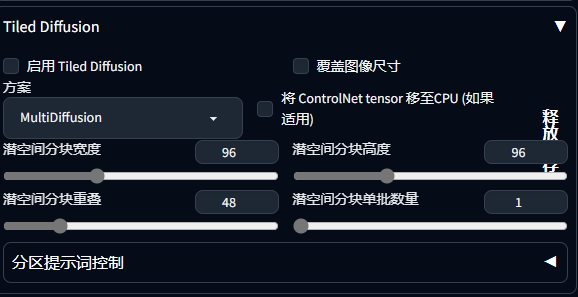 Tiled Diffusion
启用 Tiled Diffusion
覆盖图像尺寸
方案
MultiDiffusion
将 ControlNet tensor 移至CPU (如果
适用)
释放
潜空间分块宽度
96
潜空间分块高度
96
潜空间分块重叠
48
潜空间分块单批数量
1
分区提示词控制